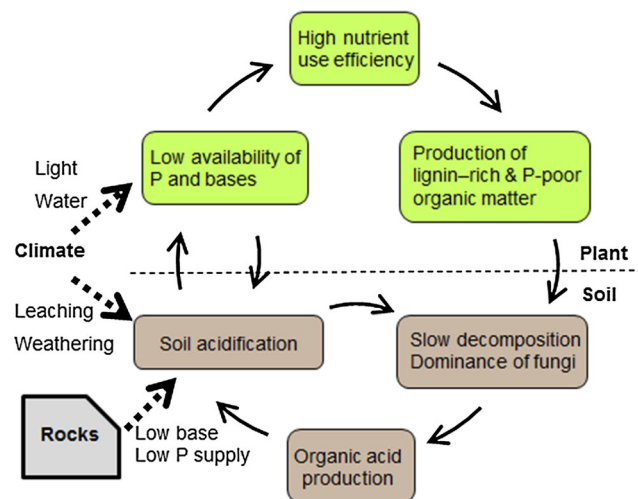 High nutrient
use efficiency
Low availability of
P and bases
Production of
lignin–rich & P-poor
organic matter
Light
Water
Climate
Plant
Soil
Leaching
Weathering
Soil acidification
Slow decomposition
Dominance of fungi
Rocks
Low base
Low P supply
Organic acid
production